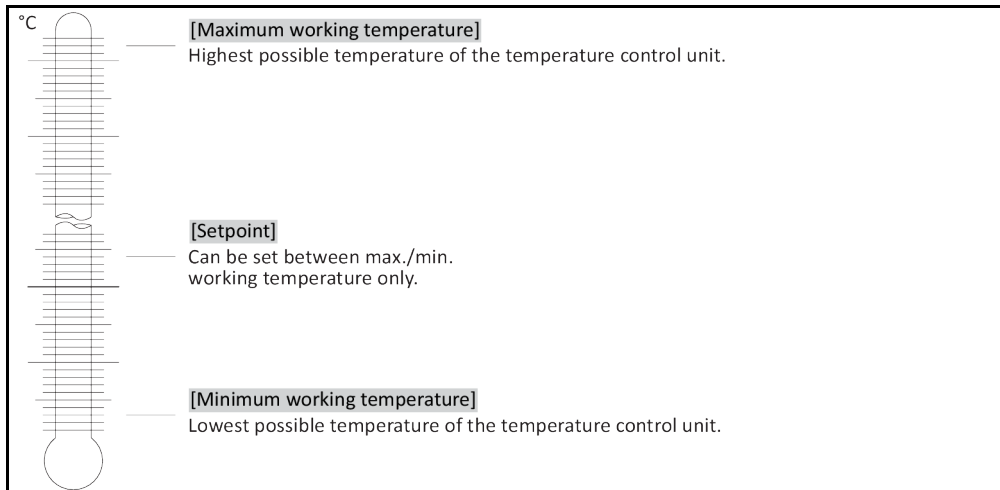 °C
[Maximum working temperature]
Highest possible temperature of the temperature control unit.
[Setpoint]
Can be set between max./min.
working temperature only.
[Minimum working temperature]
Lowest possible temperature of the temperature control unit.